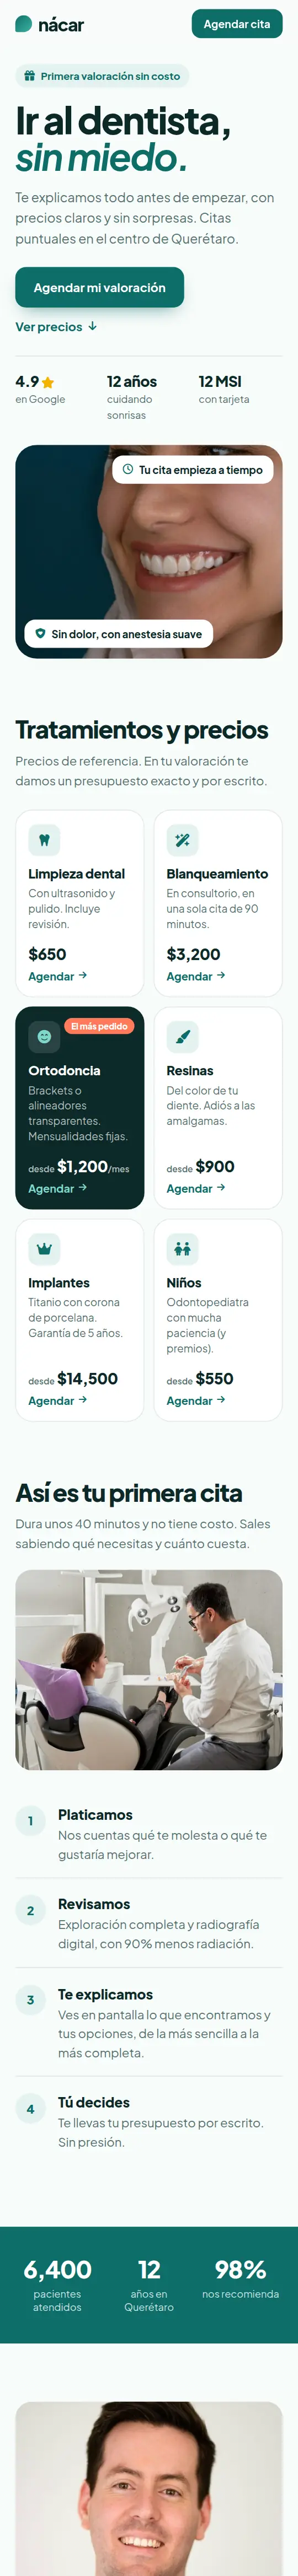 nácar
Agendar cita
Primera valoración sin costo
Ir al dentista,
sin miedo.
Te explicamos todo antes de empezar, con
precios claros y sin sorpresas. Citas
puntuales en el centro de Querétaro.
Agendar mi valoración
Ver precios ↓
4.9
en Google
12 años
cuidando
sonrisas
12 MSI
con tarjeta
Tu cita empieza a tiempo
Sin dolor, con anestesia suave
Tratamientos y precios
Precios de referencia. En tu valoración te
damos un presupuesto exacto y por escrito.
Limpieza dental
Con ultrasonido y
pulido. Incluye
revisión.
$650
Agendar →
Blanqueamiento
En consultorio, en
una sola cita de 90
minutos.
$3,200
Agendar →
El más pedido
Ortodoncia
Brackets o
alineadores
transparentes.
Mensualidades fijas.
desde $1,200/mes
Agendar →
Resinas
Del color de tu
diente. Adiós a las
amalgamas.
desde $900
Agendar →
Implantes
Titanio con corona
de porcelana.
Garantía de 5 años.
desde $14,500
Agendar →
Niños
Odontopediatra
con mucha
paciencia (y
premios).
desde $550
Agendar →
Así es tu primera cita
Dura unos 40 minutos y no tiene costo. Sales
sabiendo qué necesitas y cuánto cuesta.
1
Platicamos
Nos cuentas qué te molesta o qué te
gustaría mejorar.
2
Revisamos
Exploración completa y radiografía
digital, con 90% menos radiación.
3
Te explicamos
Ves en pantalla lo que encontramos y
tus opciones, de la más sencilla a la
más completa.
4
Tú decides
Te llevas tu presupuesto por escrito.
Sin presión.
6,400
pacientes
atendidos
12
años en
Querétaro
98%
nos recomienda